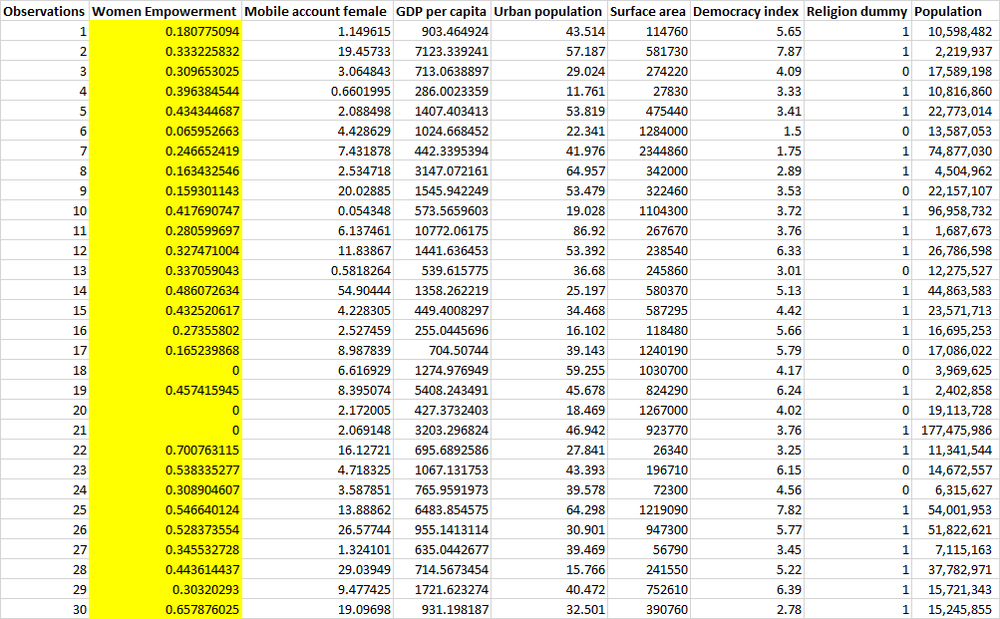 Observations Women Empowerment Mobile account female GDP per capita Urban population Surface area Democracy index Religion dummy Population
1 0.180775094 1.149615 903.464924 43.514 114760 5.65 1 10,598,482
2 0.333225832 19.45733 7123.339241 57.187 581730 7.87 1 2,219,937
3 0.309653025 3.064843 713.0638897 29.024 274220 4.09 0 17,589,198
4 0.396384544 0.6601995 286.0023359 11.761 27830 3.33 1 10,816,860
5 0.434344687 2.088498 1407.403413 53.819 475440 3.41 1 22,773,014
6 0.065952663 4.428629 1024.668452 22.341 1284000 1.5 0 13,587,053
7 0.246652419 7.431878 442.3395394 41.976 2344860 1.75 1 74,877,030
8 0.163432546 2.534718 3147.072161 64.957 342000 2.89 1 4,504,962
9 0.159301143 20.02885 1545.942249 53.479 322460 3.53 0 22,157,107
10 0.417690747 0.054348 573.5659603 19.028 1104300 3.72 1 96,958,732
11 0.280599697 6.137461 10772.06175 86.92 267670 3.76 1 1,687,673
12 0.327471004 11.83867 1441.636453 53.392 238540 6.33 1 26,786,598
13 0.337059043 0.5818264 539.615775 36.68 245860 3.01 0 12,275,527
14 0.486072634 54.90444 1358.262219 25.197 580370 5.13 1 44,863,583
15 0.432520617 4.228305 449.4008297 34.468 587295 4.42 1 23,571,713
16 0.27355802 2.527459 255.0445696 16.102 118480 5.66 1 16,695,253
17 0.165239868 8.987839 704.50744 39.143 1240190 5.79 0 17,086,022
18 0 6.616929 1274.976949 59.255 1030700 4.17 0 3,969,625
19 0.457415945 8.395074 5408.243491 45.678 824290 6.24 1 2,402,858
20 0 2.172005 427.3732403 18.469 1267000 4.02 0 19,113,728
21 0 2.069148 3203.296824 46.942 923770 3.76 1 177,475,986
22 0.700763115 16.12721 695.6892586 27.841 26340 3.25 1 11,341,544
23 0.538335277 4.718325 1067.131753 43.393 196710 6.15 0 14,672,557
24 0.308904607 3.587851 765.9591973 39.578 72300 4.56 0 6,315,627
25 0.546640124 13.88862 6483.854575 64.298 1219090 7.82 1 54,001,953
26 0.528373554 26.57744 955.1413114 30.901 947300 5.77 1 51,822,621
27 0.345532728 1.324101 635.0442677 39.469 56790 3.45 1 7,115,163
28 0.443614437 29.03949 714.5673454 15.766 241550 5.22 1 37,782,971
29 0.30320293 9.477425 1721.623274 40.472 752610 6.39 1 15,721,343
30 0.657876025 19.09698 931.198187 32.501 390760 2.78 1 15,245,855